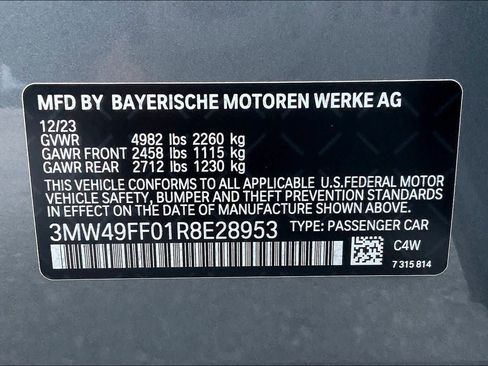 MFD BY BAYERISCHE MOTOREN WERKE AG
12/23
GVWR 4982 lbs 2260 kg
GAWR FRONT 2458 lbs 1115 kg
GAWR REAR 2712 lbs 1230 kg
THIS VEHICLE CONFORMS TO ALL APPLICABLE U.S.FEDERAL MOTOR
VEHICLE SAFETY, BUMPER AND THEFT PREVENTION STANDARDS
IN EFFECT ON THE DATE OF MANUFACTURE SHOWN ABOVE.
3MW49FF01R8E28953 TYPE: PASSENGER CAR
C4W
7 315 814